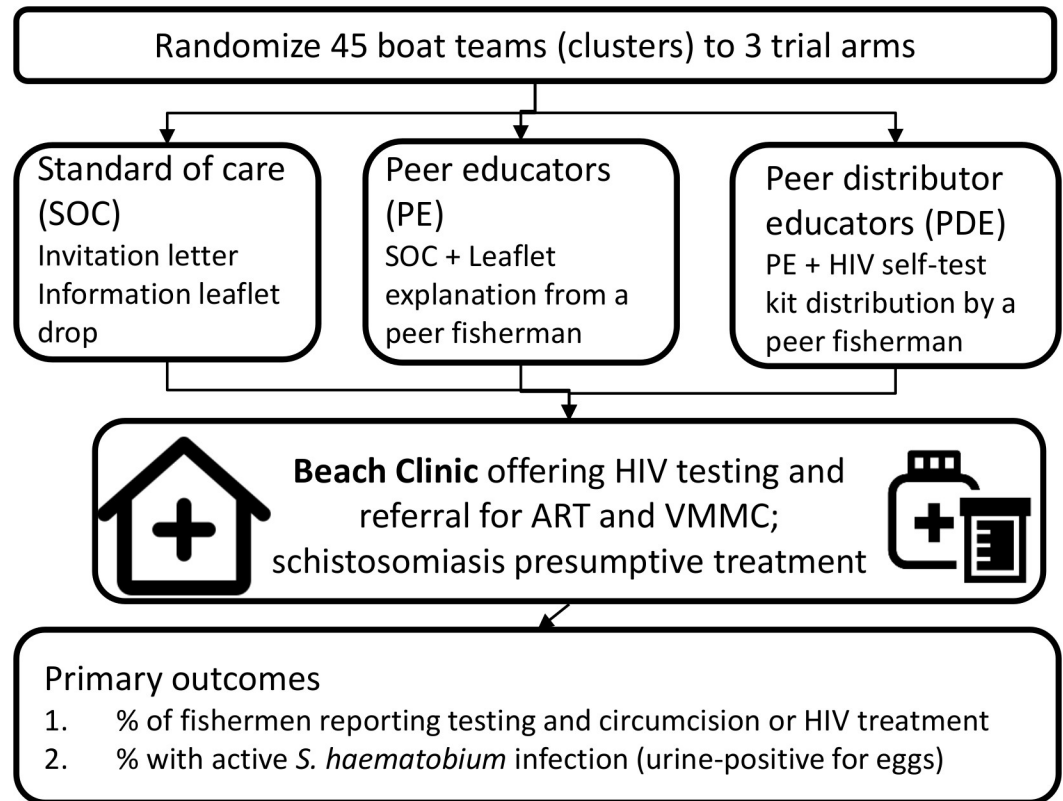 Randomize 45 boat teams (clusters) to 3 trial arms
Standard of care
(SOC)
Invitation letter
Information leaflet
drop
Peer educators
(PE)
SOC + Leaflet
explanation from a
peer fisherman
Peer distributor
educators (PDE)
PE + HIV self-test
kit distribution by a
peer fisherman
Beach Clinic offering HIV testing and
referral for ART and VMMC;
schistosomiasis presumptive treatment
Primary outcomes
1. % of fishermen reporting testing and circumcision or HIV treatment
2. % with active S. haematobium infection (urine-positive for eggs)